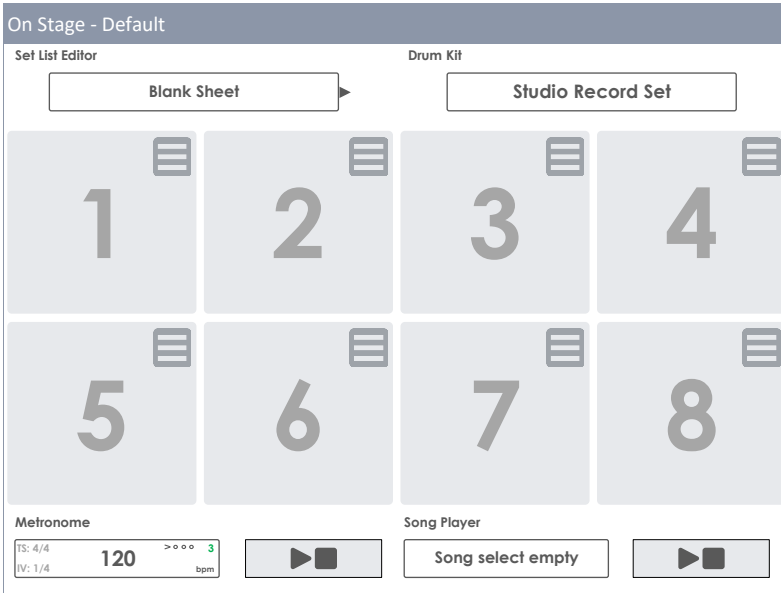 On Stage - Default
Set List Editor
Drum Kit
Blank Sheet
Studio Record Set
1
2
3
4
5
6
7
8
Metronome
Song Player
TS: 4/4
120
>ooo 3
IV: 1/4
bpm
Song select empty